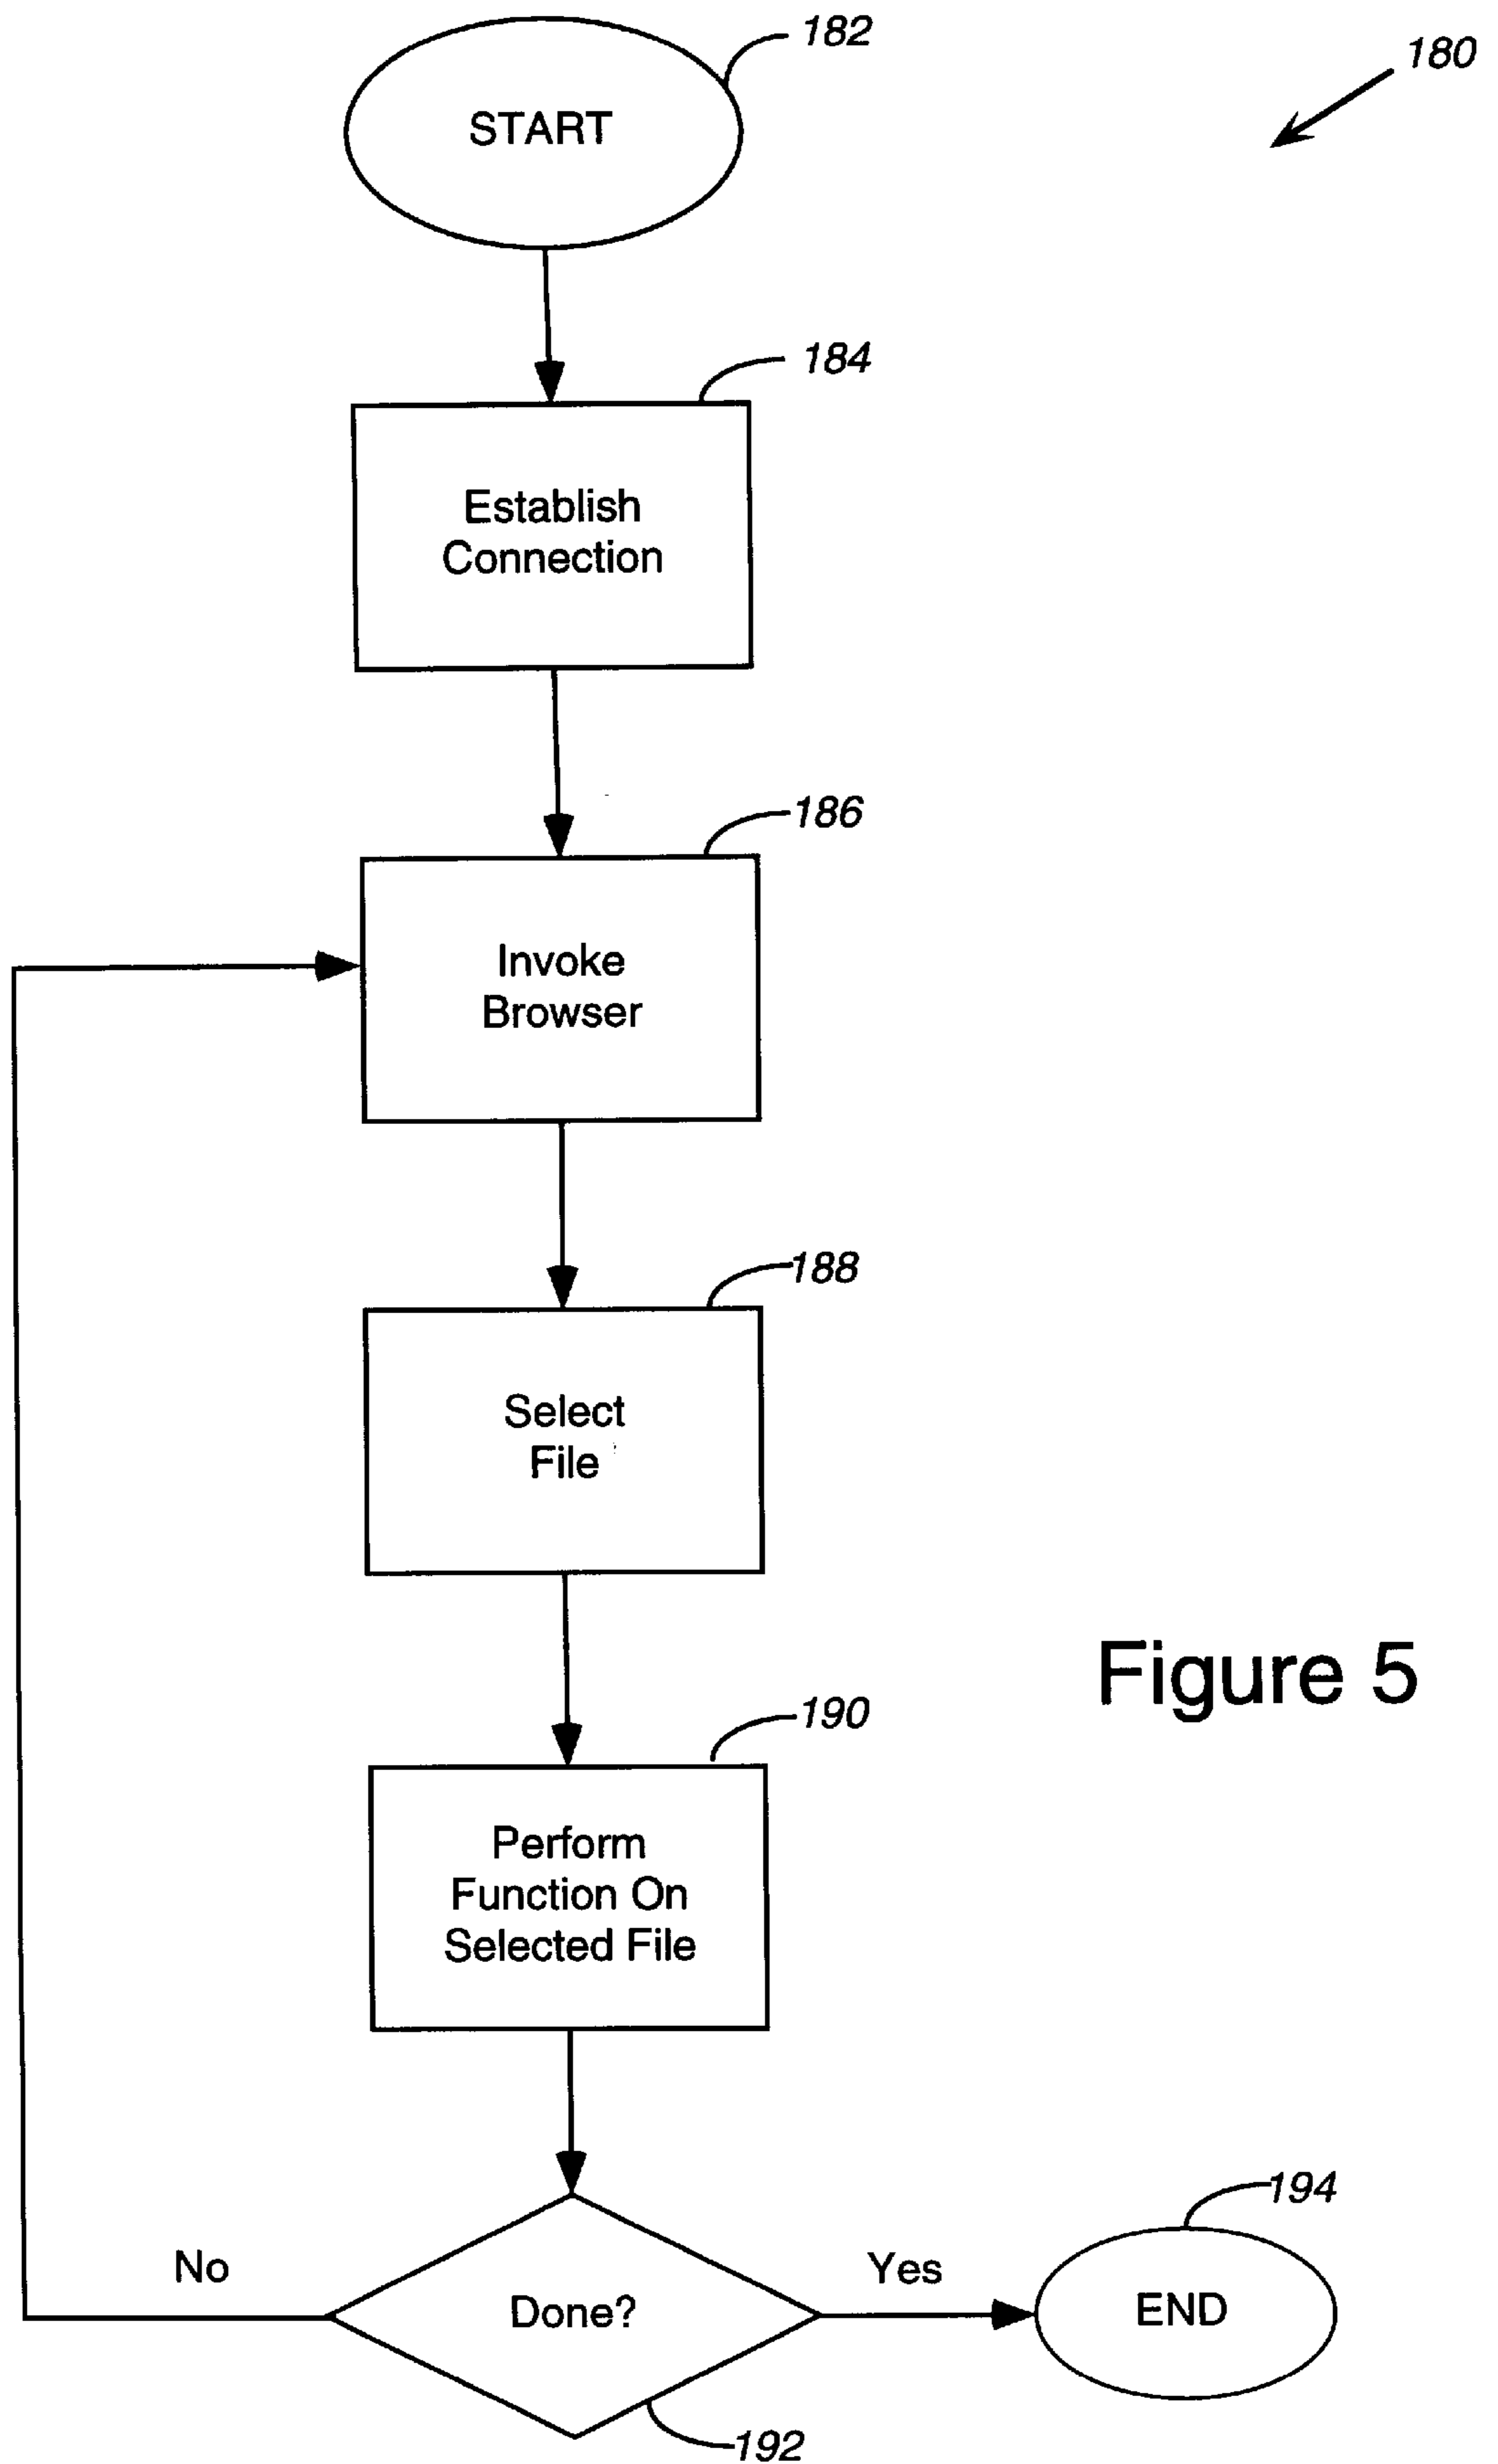 182
180
START
184
Establish
Connection
186
Invoke
Browser
188
Select
File
Figure 5
190
Perform
Function On
Selected File
194
No
Yes
Done?
END
192